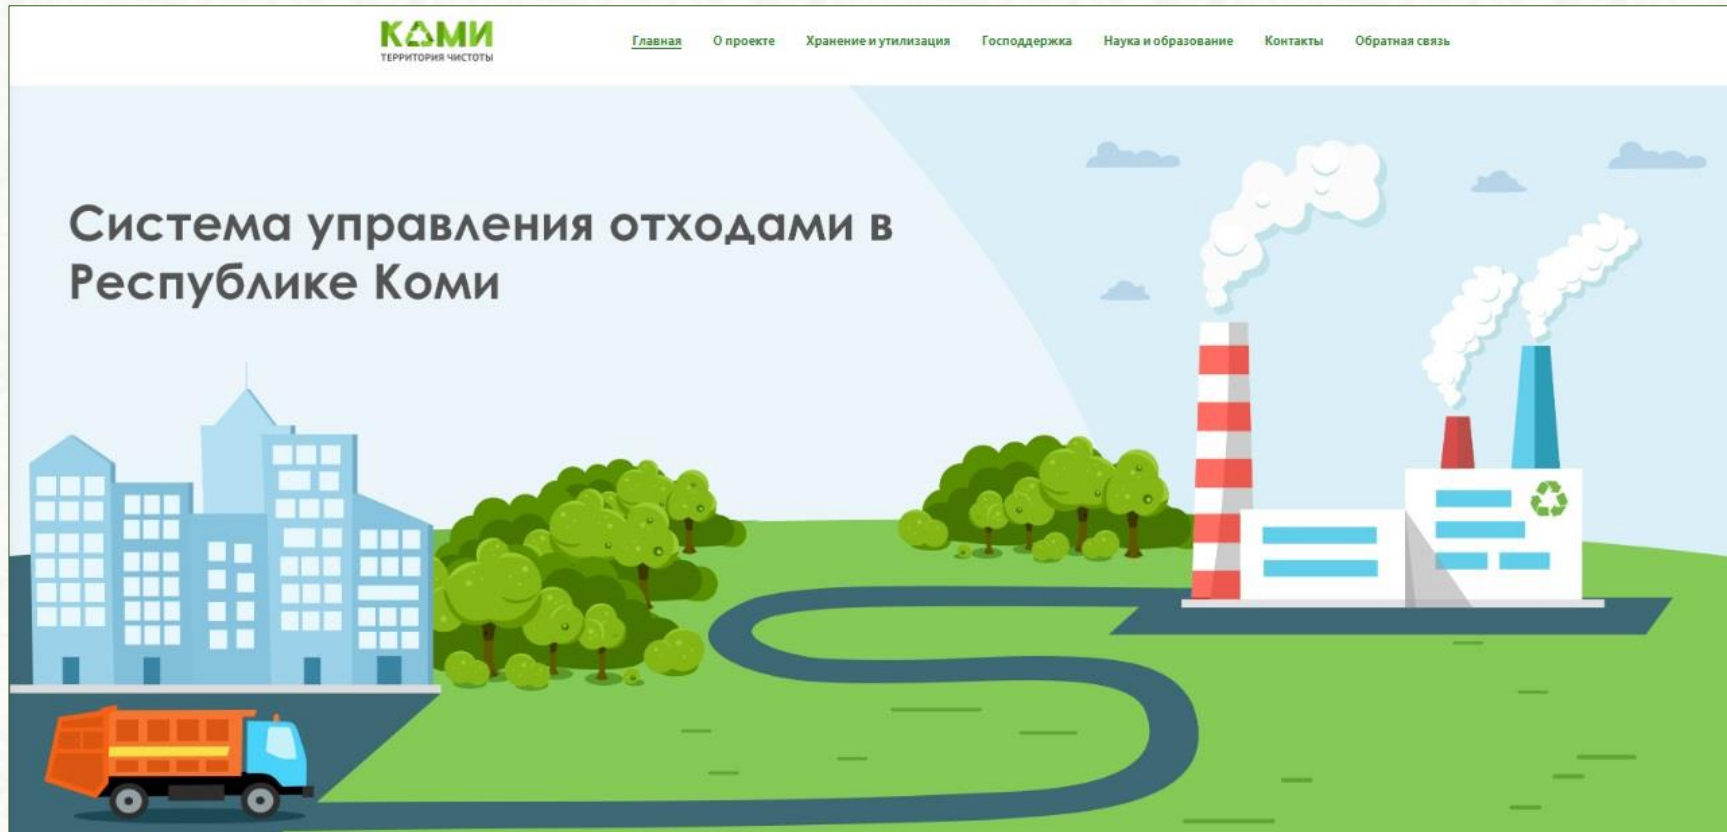 КОМИ
ТЕРРИТОРИЯ ЧИСТОТЫ
Главная О проекте Хранение и утилизация Господдержка Наука и образование Контакты Обратная связь
Система управления отходами в
Республике Коми